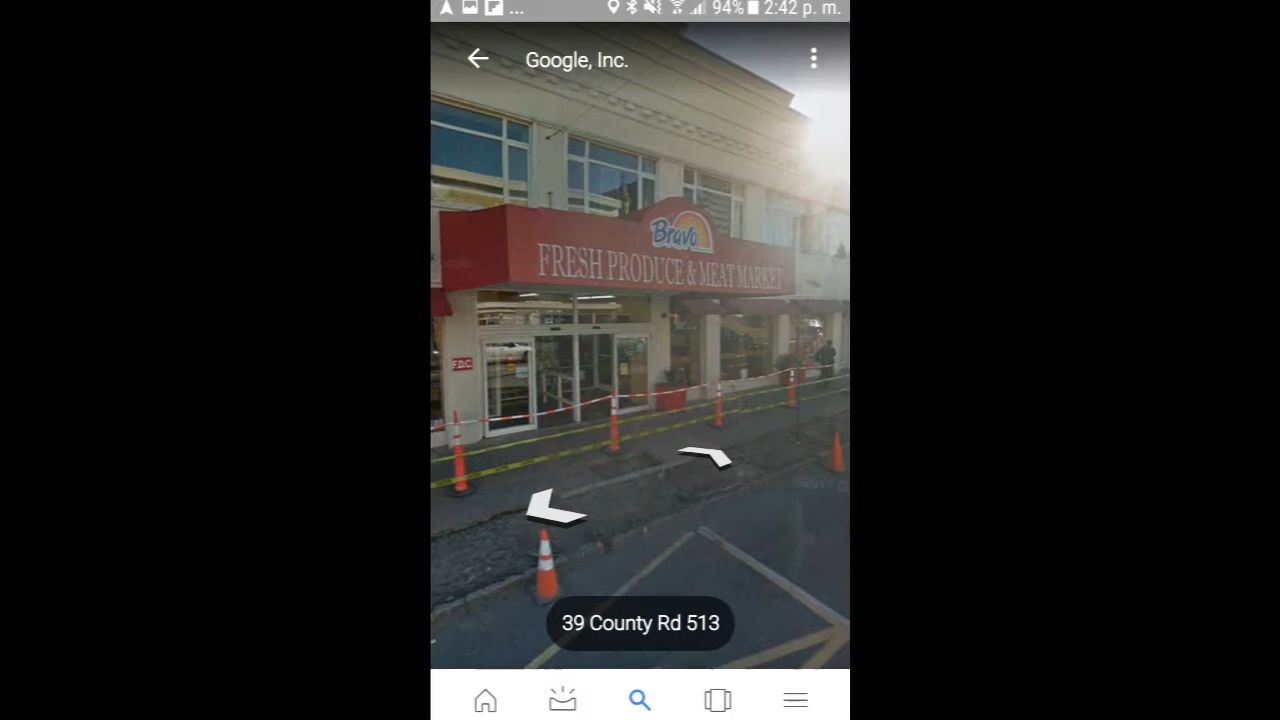 ... 94% 2:42 p. m.
Google, Inc.
Bravo
FRESH PRODUCE & MEAT MARKET
F.D.C.
39 County Rd 513